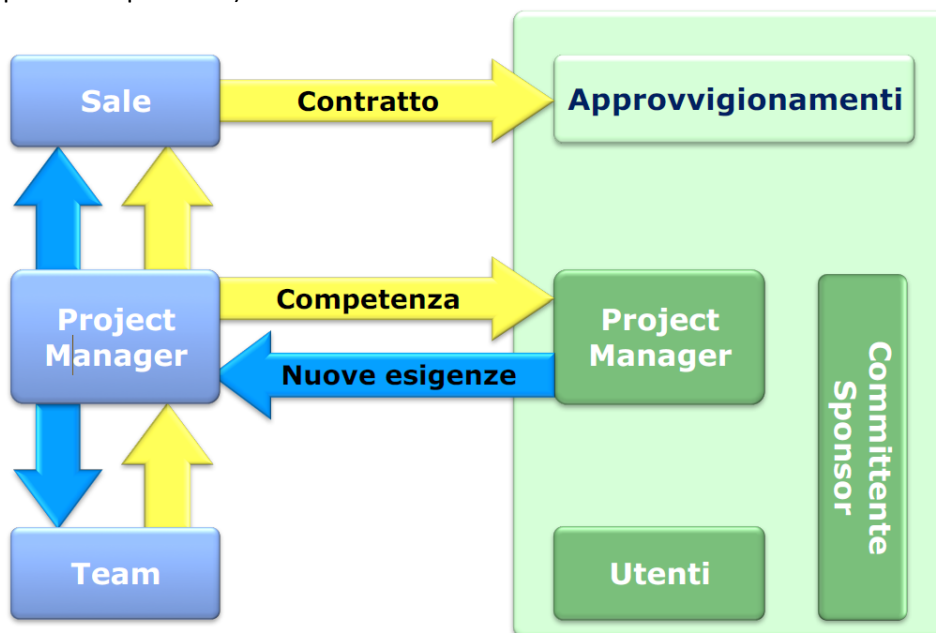 Sale
Contratto
Approvvigionamenti
Project
Manager
Competenza
Nuove esigenze
Project
Manager
Committente
Sponsor
Team
Utenti